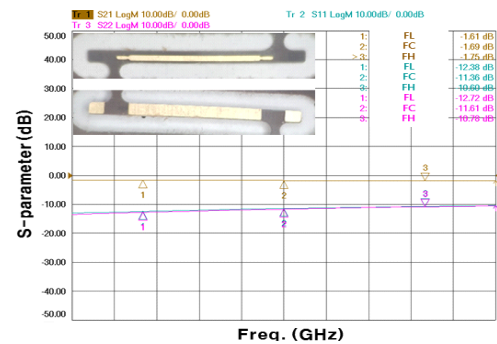 Tr 1 S21 LogM 10.00dB/ 0.00dB Tr 2 S11 LogM 10.00dB/ 0.00dB
Tr 3 S22 LogM 10.00dB/ 0.00dB
50.00
40.00
30.00
20.00
10.00
0.00
-10.00
-20.00
-30.00
-40.00
-50.00
S-parameter (dB)
1: FL -1.61 dB
2: FC -1.69 dB
>3: FH -1.75 dB
1: FL -12.38 dB
2: FC -11.36 dB
3: FH -10.60 dB
1: FL -12.72 dB
2: FC -11.61 dB
3: FH -10.78 dB
1
2
3
1
2
3
Freq. (GHz)